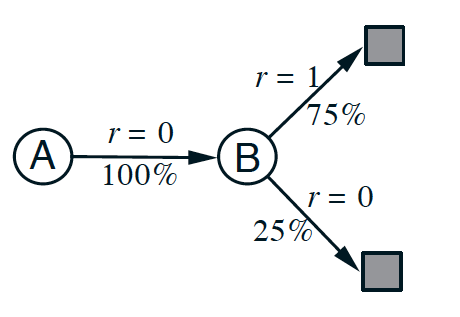 r = 1
75%
A
r = 0
100%
B
r = 0
25%